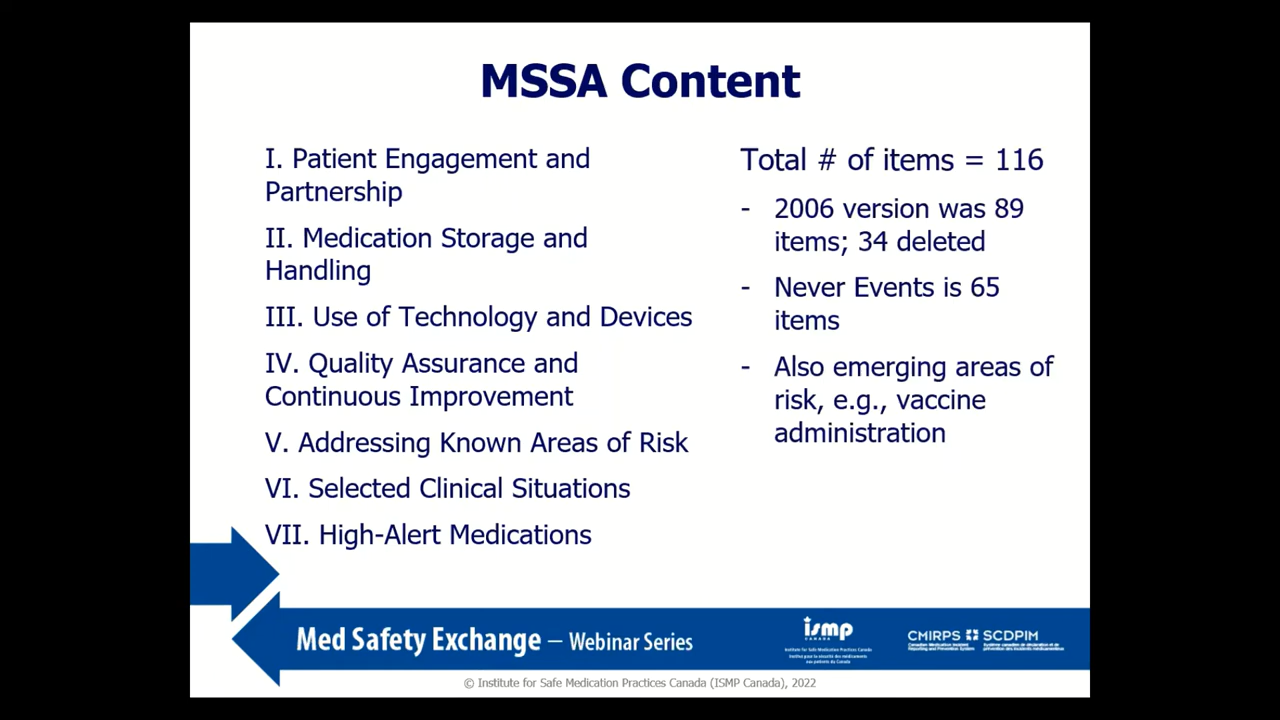 MSSA Content
I. Patient Engagement and
Partnership
II. Medication Storage and
Handling
III. Use of Technology and Devices
IV. Quality Assurance and
Continuous Improvement
V. Addressing Known Areas of Risk
VI. Selected Clinical Situations
VII. High-Alert Medications
Total # of items = 116
- 2006 version was 89
items; 34 deleted
- Never Events is 65
items
- Also emerging areas of
risk, e.g., vaccine
administration
Med Safety Exchange – Webinar Series
ismp
CANADA
Institute for Safe Medication Practices Canada
Institut pour la sécurité des médicaments
aux patients du Canada
CMIRPS SCDPIM
Canadian Medication Incident
Reporting and Prevention System
Système canadien de déclaration et de
prévention des incidents médicamenteux
© Institute for Safe Medication Practices Canada (ISMP Canada), 2022